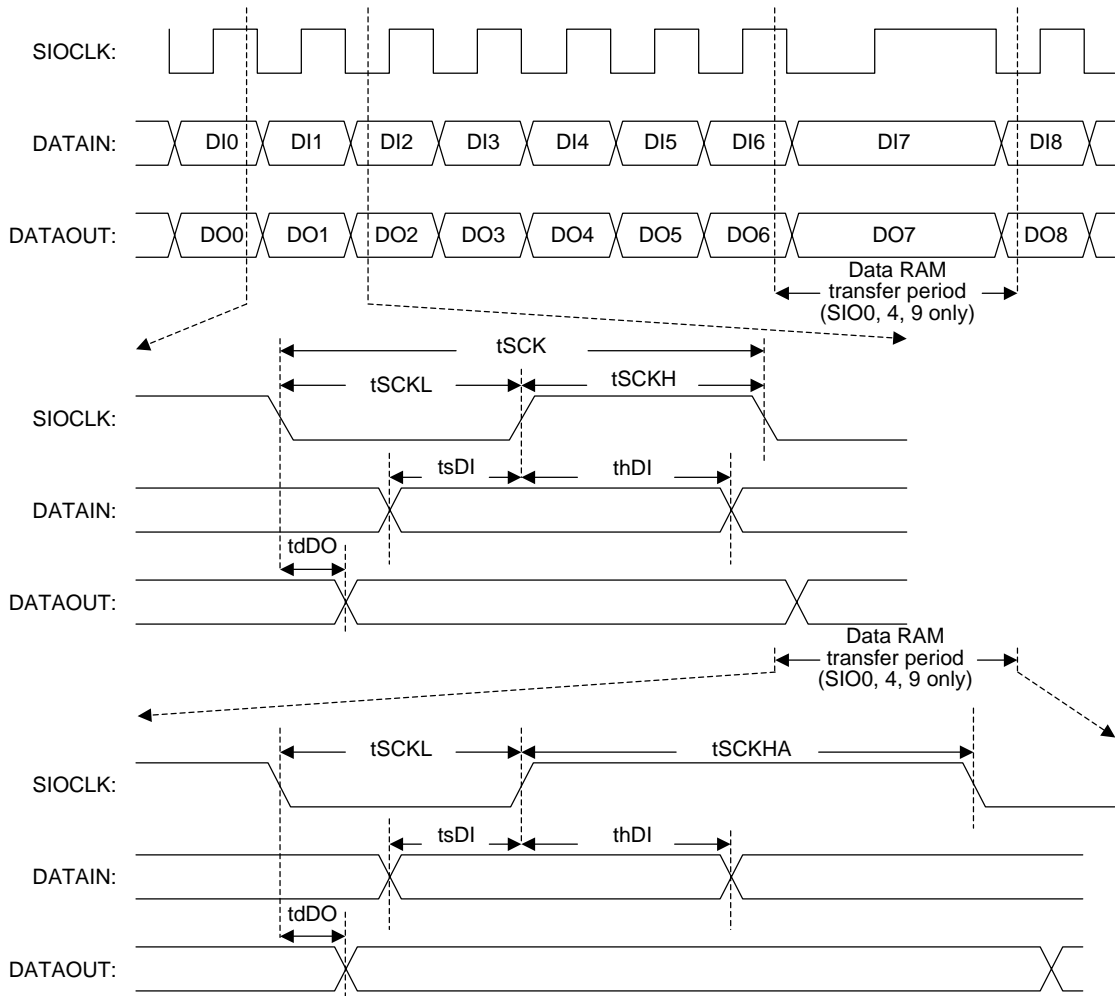 SIOCLK:
DATAIN: DI0 DI1 DI2 DI3 DI4 DI5 DI6 DI7 DI8
DATAOUT: DO0 DO1 DO2 DO3 DO4 DO5 DO6 DO7 DO8
Data RAM
transfer period
(SIO0, 4, 9 only)
tSCK
tSCKL tSCKH
SIOCLK:
tsDI thDI
DATAIN:
tdDO
DATAOUT:
Data RAM
transfer period
(SIO0, 4, 9 only)
tSCKL tSCKHA
SIOCLK:
tsDI thDI
DATAIN:
tdDO
DATAOUT: